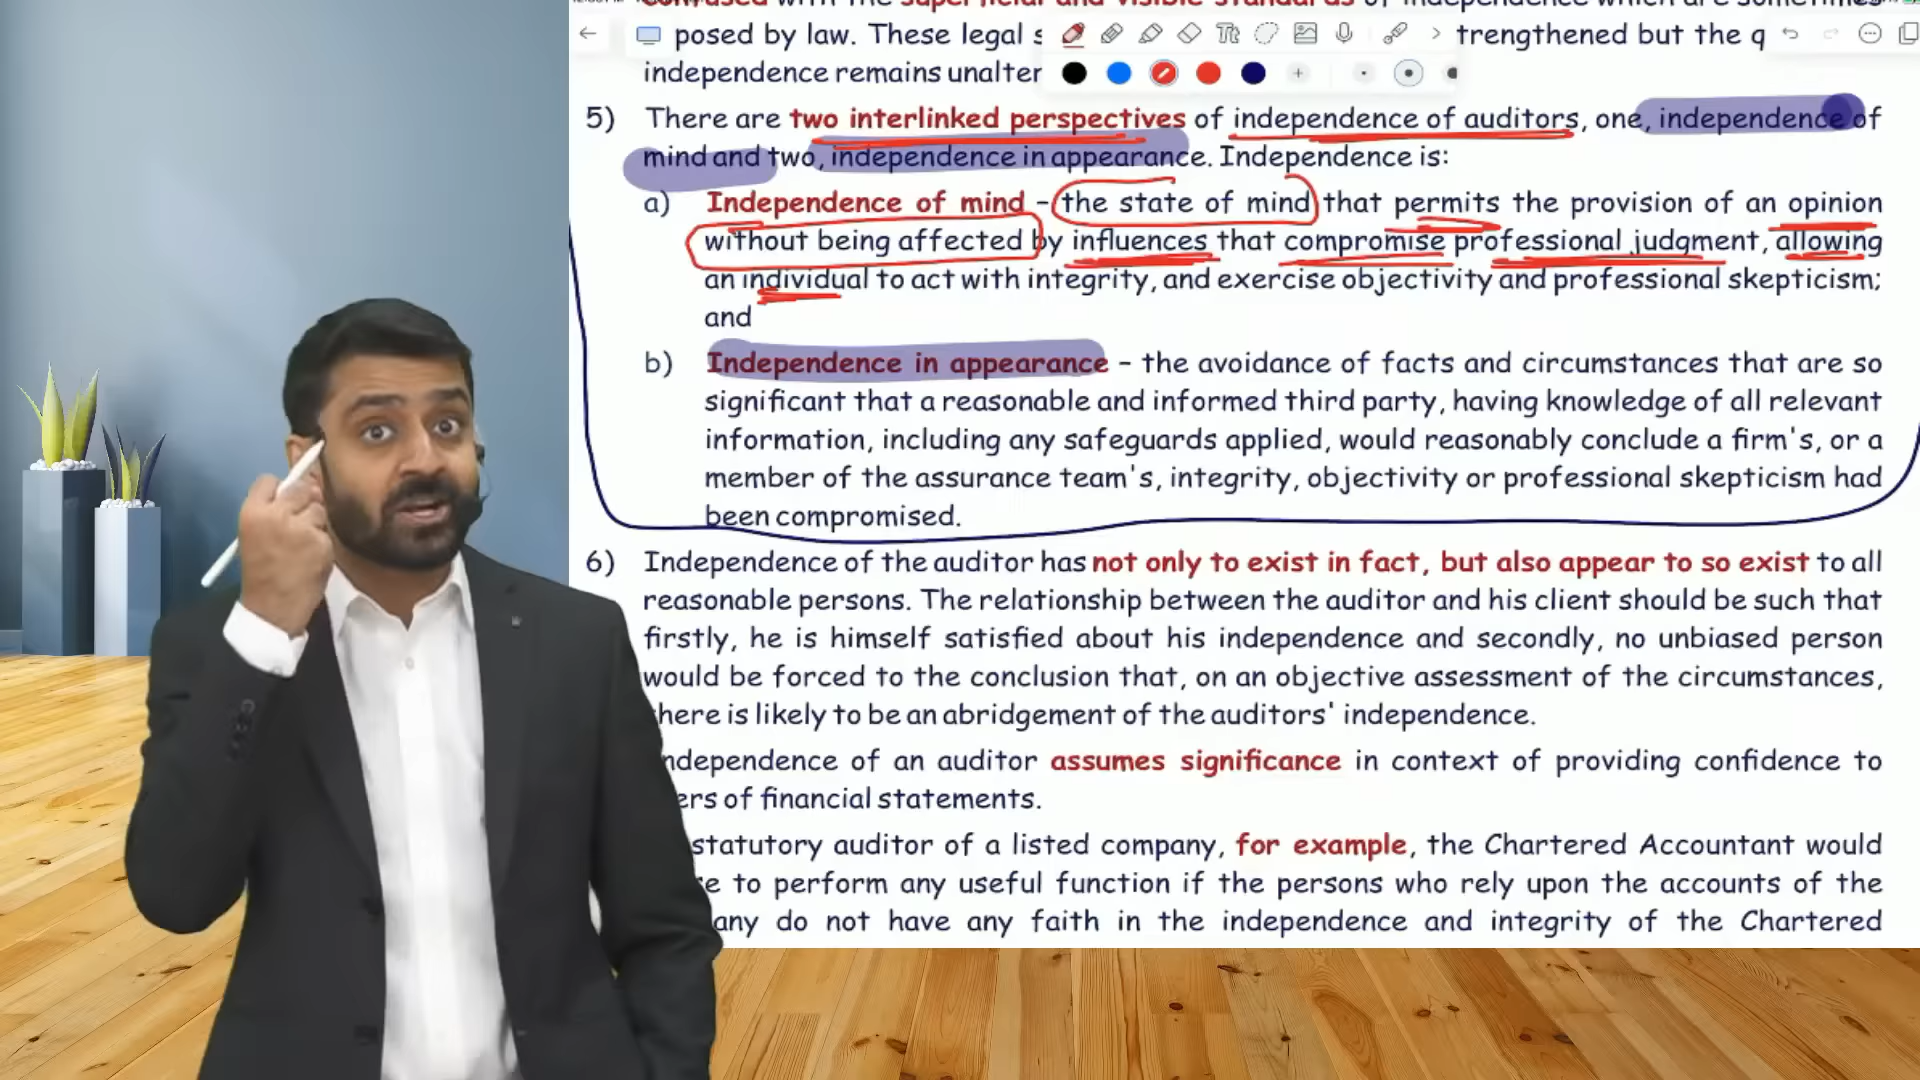 confused with the superficial and visible standards of independence which are sometimes
posed by law. These legal s trengthened but the q
independence remains unalter
5) There are two interlinked perspectives of independence of auditors, one, independence of
mind and two, independence in appearance. Independence is:
a) Independence of mind – the state of mind that permits the provision of an opinion
without being affected by influences that compromise professional judgment, allowing
an individual to act with integrity, and exercise objectivity and professional skepticism;
and
b) Independence in appearance – the avoidance of facts and circumstances that are so
significant that a reasonable and informed third party, having knowledge of all relevant
information, including any safeguards applied, would reasonably conclude a firm's, or a
member of the assurance team's, integrity, objectivity or professional skepticism had
been compromised.
6) Independence of the auditor has not only to exist in fact, but also appear to so exist to all
reasonable persons. The relationship between the auditor and his client should be such that
firstly, he is himself satisfied about his independence and secondly, no unbiased person
would be forced to the conclusion that, on an objective assessment of the circumstances,
here is likely to be an abridgement of the auditors' independence.
ndependence of an auditor assumes significance in context of providing confidence to
ers of financial statements.
statutory auditor of a listed company, for example, the Chartered Accountant would
e to perform any useful function if the persons who rely upon the accounts of the
any do not have any faith in the independence and integrity of the Chartered